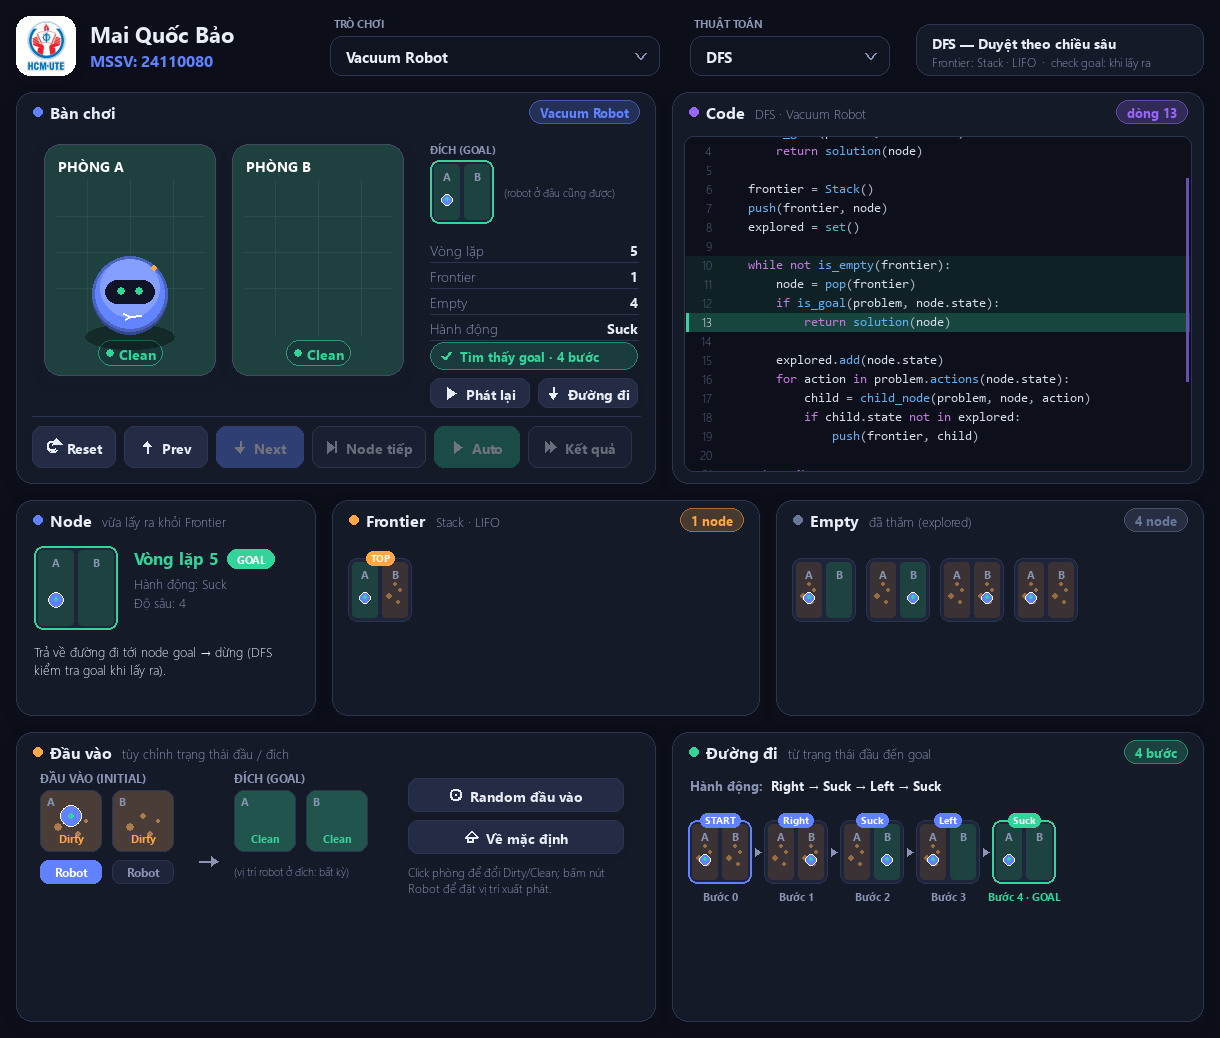 HCM-UTE
Mai Quốc Bảo
MSSV: 24110080
TRÒ CHƠI
Vacuum Robot
THUẬT TOÁN
DFS
DFS — Duyệt theo chiều sâu
Frontier: Stack · LIFO · check goal: khi lấy ra
Bàn chơi
Vacuum Robot
PHÒNG A
Clean
PHÒNG B
Clean
ĐÍCH (GOAL)
A B
(robot ở đâu cũng được)
Vòng lặp 5
Frontier 1
Empty 4
Hành động Suck
Tìm thấy goal · 4 bước
Phát lại
Đường đi
Reset
Prev
Next
Node tiếp
Auto
Kết quả
Code DFS · Vacuum Robot
dòng 13
4 return solution(node)
5
6 frontier = Stack()
7 push(frontier, node)
8 explored = set()
9
10 while not is_empty(frontier):
11 node = pop(frontier)
12 if is_goal(problem, node.state):
13 return solution(node)
14
15 explored.add(node.state)
16 for action in problem.actions(node.state):
17 child = child_node(problem, node, action)
18 if child.state not in explored:
19 push(frontier, child)
20
Node vừa lấy ra khỏi Frontier
A B
Vòng lặp 5 GOAL
Hành động: Suck
Độ sâu: 4
Trả về đường đi tới node goal → dừng (DFS
kiểm tra goal khi lấy ra).
Frontier Stack · LIFO
1 node
TOP
A B
Empty đã thăm (explored)
4 node
A B A B A B A B
Đầu vào tùy chỉnh trạng thái đầu / đích
ĐẦU VÀO (INITIAL)
A B
Dirty Dirty
Robot Robot
ĐÍCH (GOAL)
A B
Clean Clean
(vị trí robot ở đích: bất kỳ)
Random đầu vào
Về mặc định
Click phòng để đổi Dirty/Clean; bấm nút
Robot để đặt vị trí xuất phát.
Đường đi từ trạng thái đầu đến goal
4 bước
Hành động: Right → Suck → Left → Suck
START Right Suck Left Suck
A B A B A B A B A B
Bước 0 Bước 1 Bước 2 Bước 3 Bước 4 · GOAL